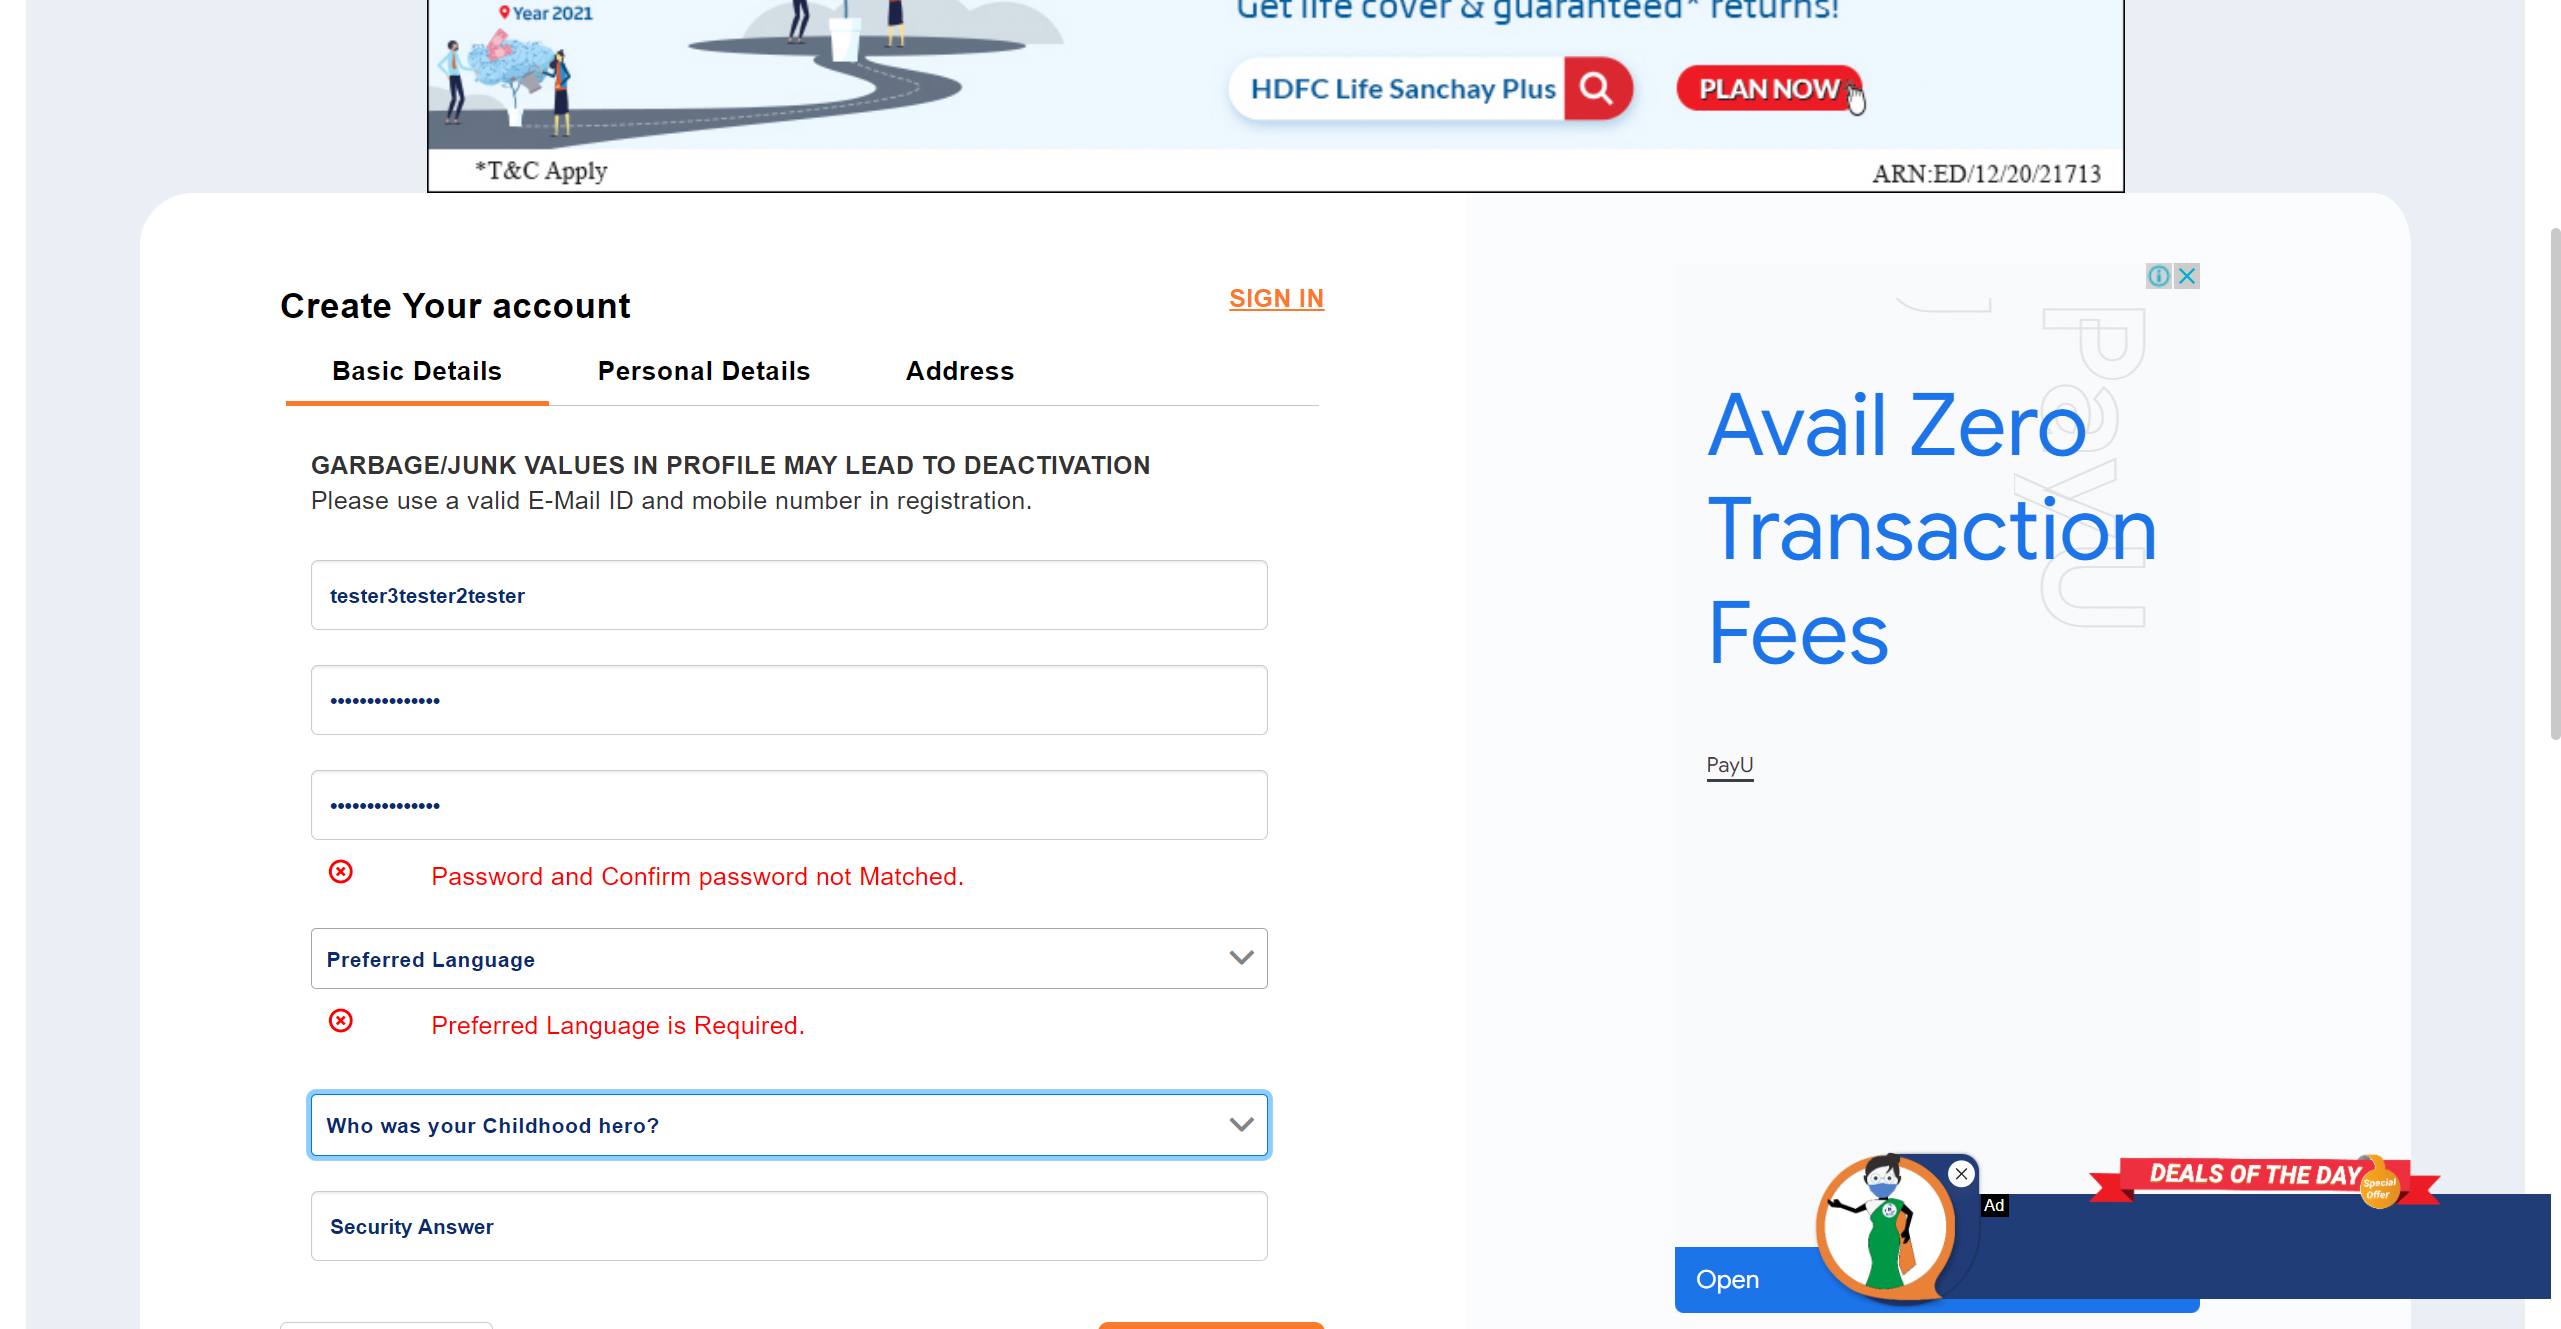 Year 2021
Get life cover & guaranteed* returns!
HDFC Life Sanchay Plus
PLAN NOW
*T&C Apply
ARN:ED/12/20/21713
Create Your account
SIGN IN
Basic Details
Personal Details
Address
GARBAGE/JUNK VALUES IN PROFILE MAY LEAD TO DEACTIVATION
Please use a valid E-Mail ID and mobile number in registration.
tester3tester2tester
•••••••••••••••
•••••••••••••••
Password and Confirm password not Matched.
Preferred Language
Preferred Language is Required.
Who was your Childhood hero?
Security Answer
PayU
Avail Zero
Transaction
Fees
PayU
Open
Ad
DEALS OF THE DAY
Special
Offer